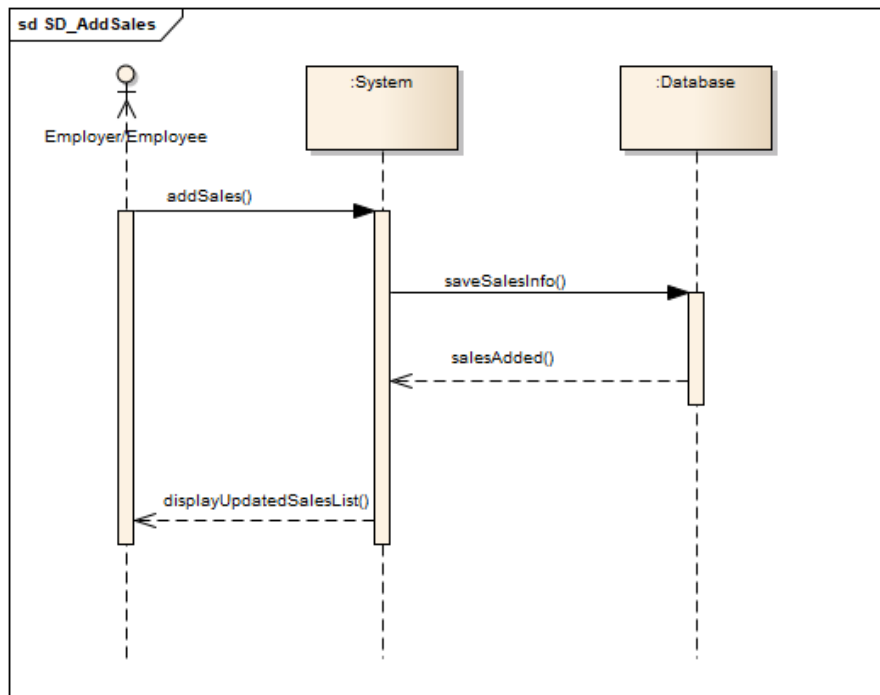 sd SD_AddSales
:System
:Database
Employer/Employee
addSales()
saveSalesInfo()
salesAdded()
displayUpdatedSalesList()